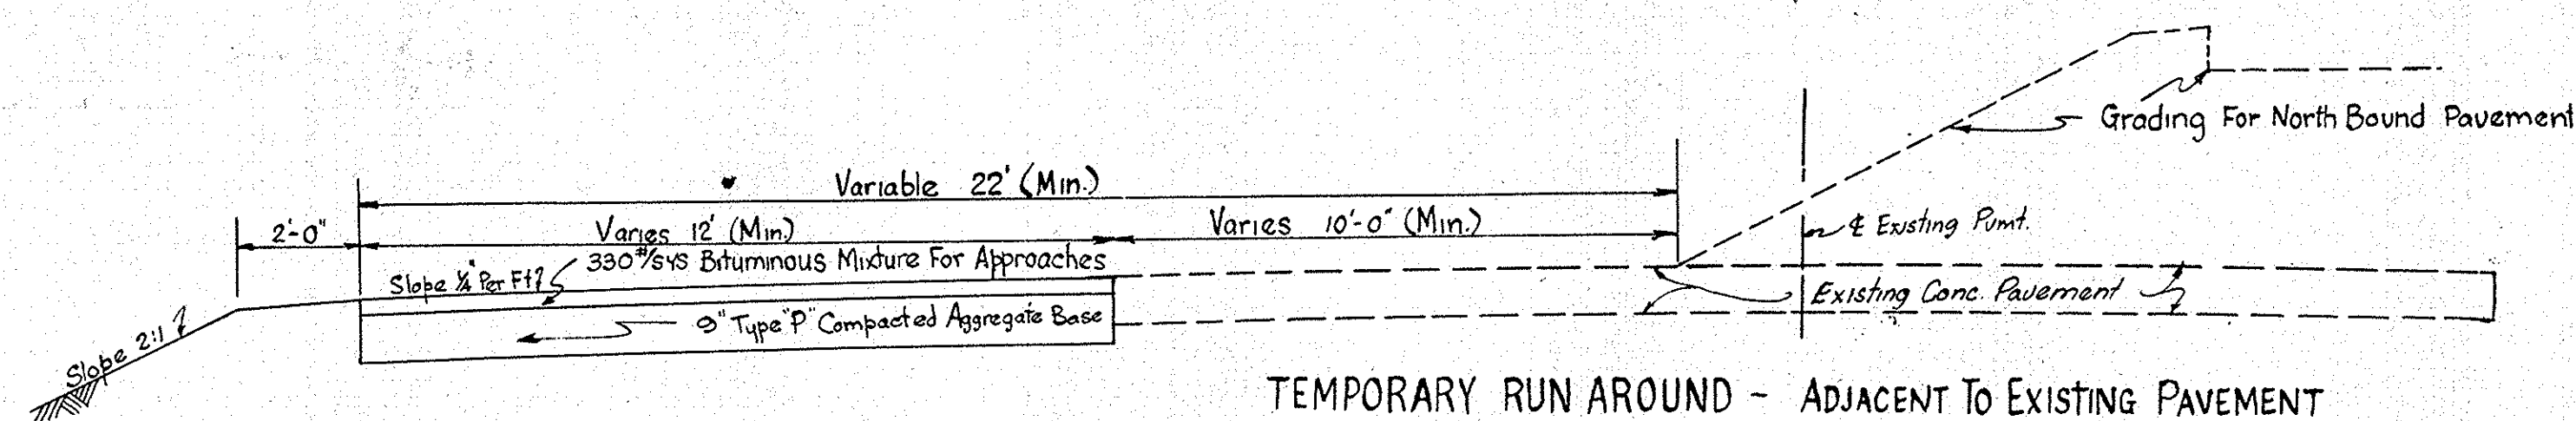 Grading For North Bound Pavement
Variable 22' (Min.)
2'-0"
Varies 12' (Min.)
Varies 10'-0" (Min.)
℄ Existing Pvmt.
330#/SYS Bituminous Mixture For Approaches
Slope ¼" Per Ft.
Existing Conc. Pavement
9" Type "P" Compacted Aggregate Base
Slope 2:1
TEMPORARY RUN AROUND - ADJACENT TO EXISTING PAVEMENT